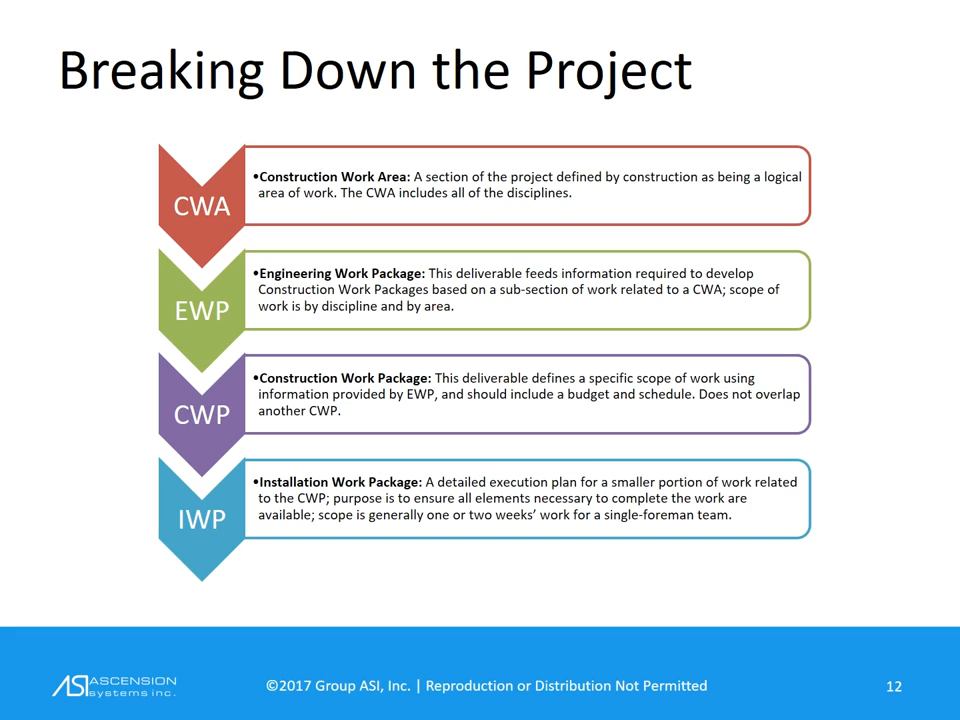 Breaking Down the Project
CWA
•Construction Work Area: A section of the project defined by construction as being a logical
area of work. The CWA includes all of the disciplines.
EWP
•Engineering Work Package: This deliverable feeds information required to develop
Construction Work Packages based on a sub-section of work related to a CWA; scope of
work is by discipline and by area.
CWP
•Construction Work Package: This deliverable defines a specific scope of work using
information provided by EWP, and should include a budget and schedule. Does not overlap
another CWP.
IWP
•Installation Work Package: A detailed execution plan for a smaller portion of work related
to the CWP; purpose is to ensure all elements necessary to complete the work are
available; scope is generally one or two weeks’ work for a single-foreman team.
ASI ASCENSION
systems inc.
©2017 Group ASI, Inc. | Reproduction or Distribution Not Permitted
12